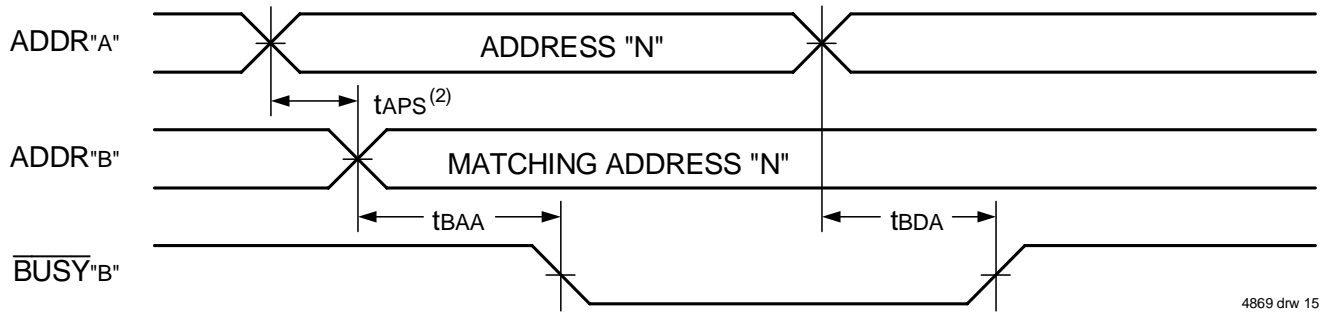 ADDR"A"
ADDRESS "N"
tAPS(2)
ADDR"B"
MATCHING ADDRESS "N"
tBAA
tBDA
BUSY"B"
4869 drw 15